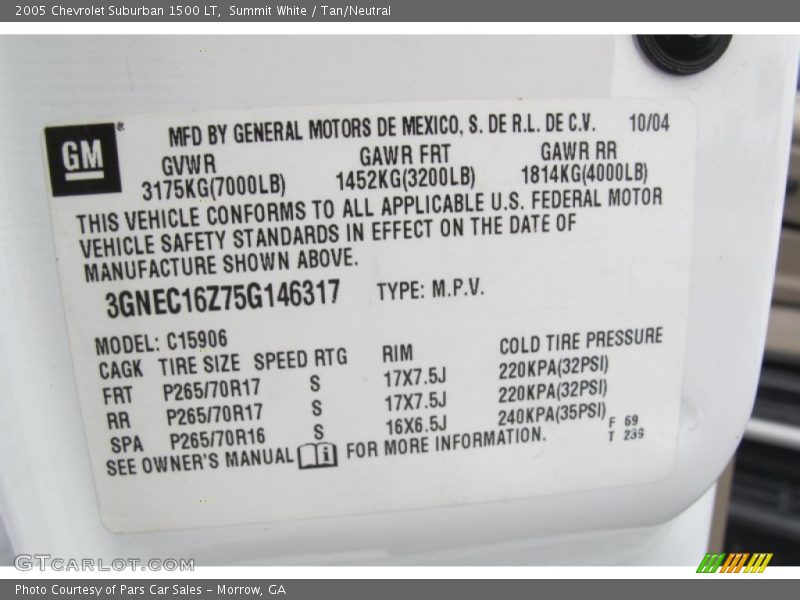 2005 Chevrolet Suburban 1500 LT, Summit White / Tan/Neutral
GM®
MFD BY GENERAL MOTORS DE MEXICO, S. DE R.L. DE C.V. 10/04
GVWR GAWR FRT GAWR RR
3175KG(7000LB) 1452KG(3200LB) 1814KG(4000LB)
THIS VEHICLE CONFORMS TO ALL APPLICABLE U.S. FEDERAL MOTOR
VEHICLE SAFETY STANDARDS IN EFFECT ON THE DATE OF
MANUFACTURE SHOWN ABOVE.
3GNEC16Z75G146317 TYPE: M.P.V.
MODEL: C15906
CAGK TIRE SIZE SPEED RTG RIM COLD TIRE PRESSURE
FRT P265/70R17 S 17X7.5J 220KPA(32PSI)
RR P265/70R17 S 17X7.5J 220KPA(32PSI)
SPA P265/70R16 S 16X6.5J 240KPA(35PSI)
SEE OWNER'S MANUAL i FOR MORE INFORMATION.
F 69
T 239
GTCarLot.com
Photo Courtesy of Pars Car Sales - Morrow, GA